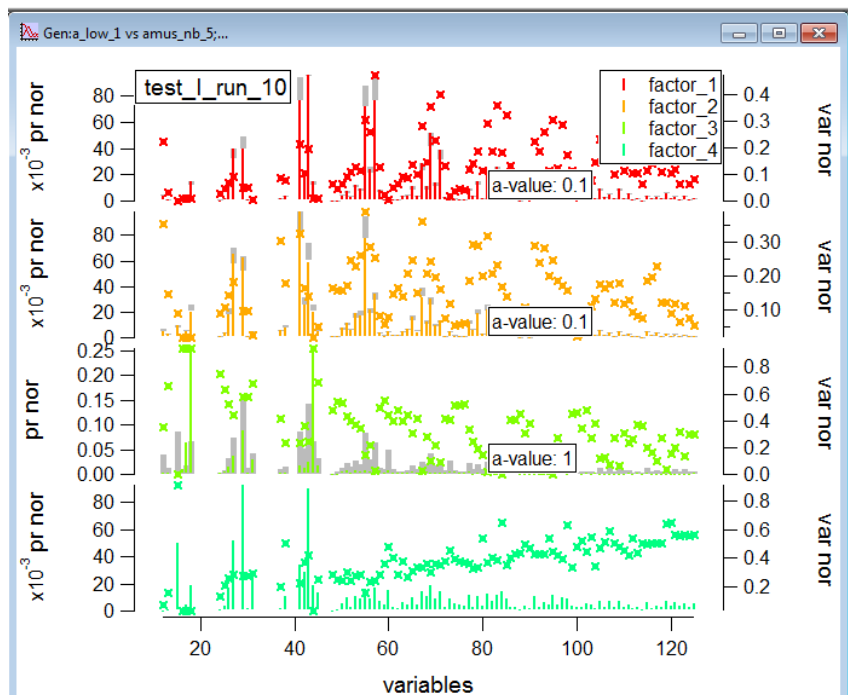 Gen:a_low_1 vs amus_nb_5;...
test_I_run_10
factor_1
factor_2
factor_3
factor_4
x10⁻³ pr nor
80
60
40
20
0
0.4
0.3
0.2
0.1
0.0
var nor
a-value: 0.1
x10⁻³ pr nor
80
60
40
20
0
0.30
0.20
0.10
var nor
a-value: 0.1
pr nor
0.25
0.20
0.15
0.10
0.05
0.00
0.8
0.6
0.4
0.2
0.0
var nor
a-value: 1
x10⁻³ pr nor
80
60
40
20
0
0.8
0.6
0.4
0.2
var nor
20 40 60 80 100 120
variables